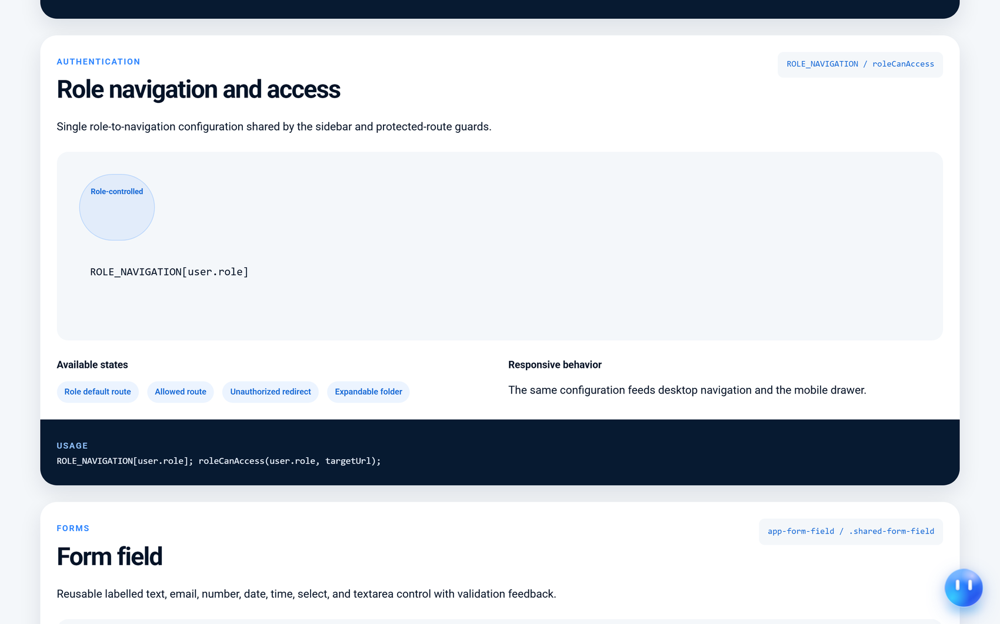 AUTHENTICATION
ROLE_NAVIGATION / roleCanAccess
Role navigation and access
Single role-to-navigation configuration shared by the sidebar and protected-route guards.
Role-controlled
ROLE_NAVIGATION[user.role]
Available states
Role default route
Allowed route
Unauthorized redirect
Expandable folder
Responsive behavior
The same configuration feeds desktop navigation and the mobile drawer.
USAGE
ROLE_NAVIGATION[user.role]; roleCanAccess(user.role, targetUrl);
FORMS
app-form-field / .shared-form-field
Form field
Reusable labelled text, email, number, date, time, select, and textarea control with validation feedback.